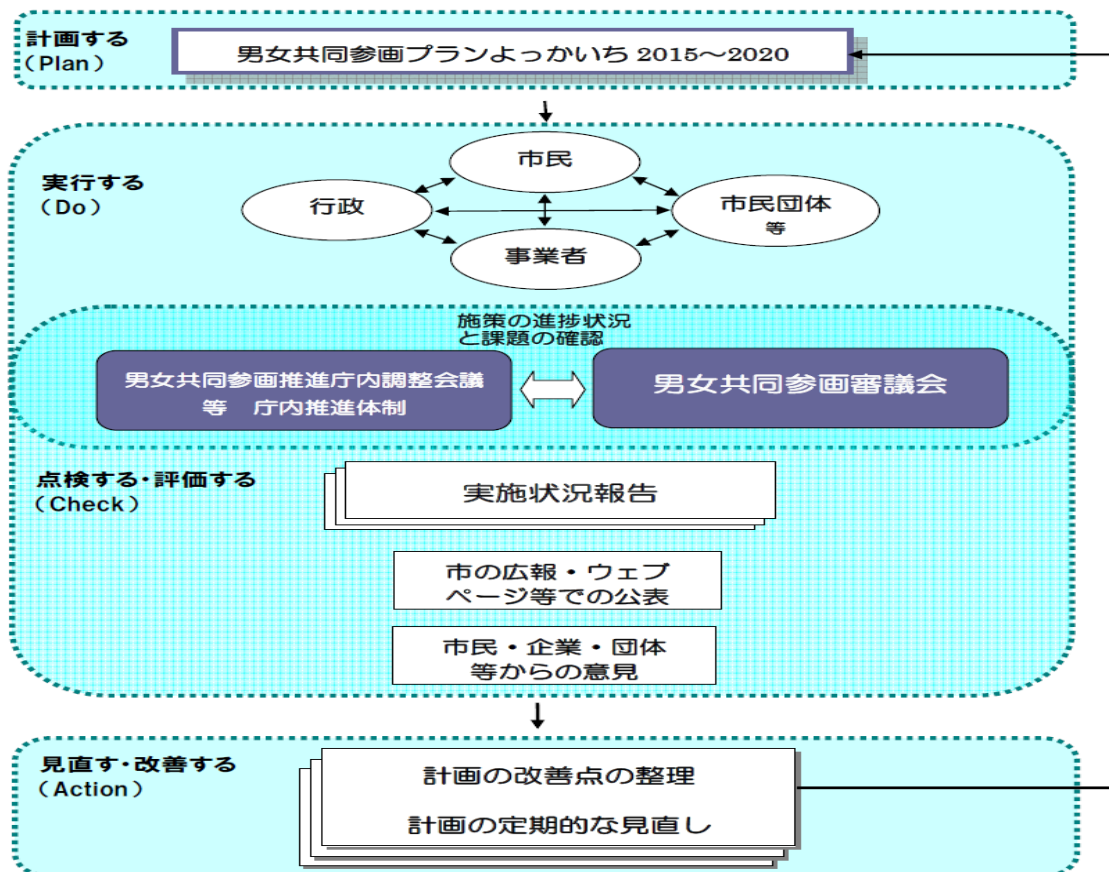 計画する
（Plan）
男女共同参画プランよっかいち 2015～2020
実行する
（Do）
市民
行政
市民団体
等
事業者
施策の進捗状況
と課題の確認
男女共同参画推進庁内調整会議
等　庁内推進体制
男女共同参画審議会
点検する・評価する
（Check）
実施状況報告
市の広報・ウェブ
ページ等での公表
市民・企業・団体
等からの意見
見直す・改善する
（Action）
計画の改善点の整理
計画の定期的な見直し